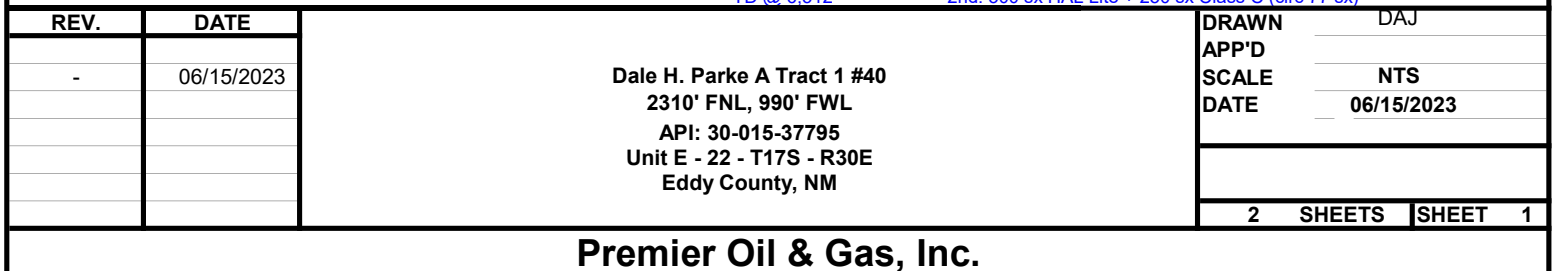 REV. DATE DRAWN DAJ
APP'D
- 06/15/2023 Dale H. Parke A Tract 1 #40 SCALE NTS
2310' FNL, 990' FWL DATE 06/15/2023
API: 30-015-37795
Unit E - 22 - T17S - R30E
Eddy County, NM
2 SHEETS SHEET 1
Premier Oil & Gas, Inc.